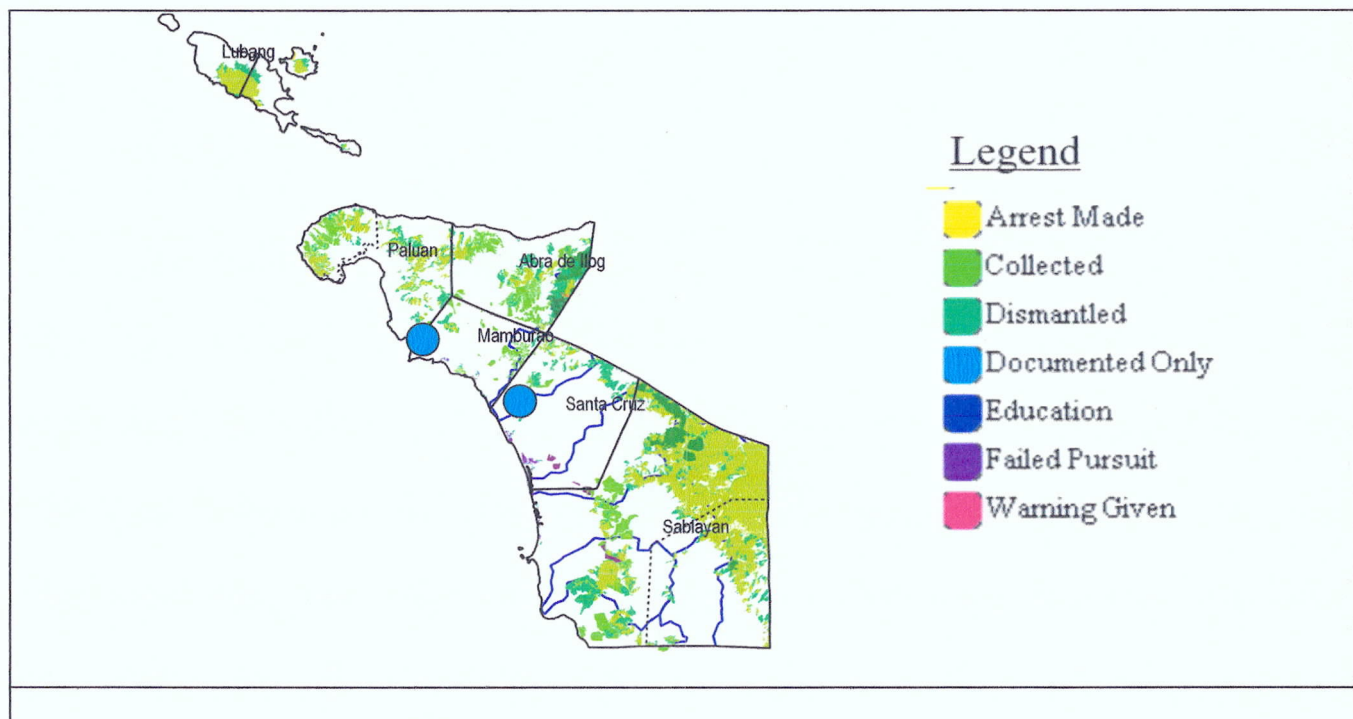 Lubang
Paluan
Abra de Ilog
Mamburao
Santa Cruz
Sablayan
Legend
Arrest Made
Collected
Dismantled
Documented Only
Education
Failed Pursuit
Warning Given